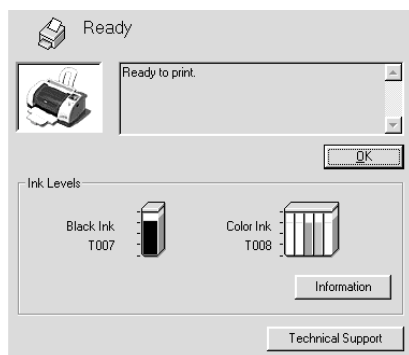 Ready
Ready to print.
OK
Ink Levels
Black Ink
T007
Color Ink
T008
Information
Technical Support